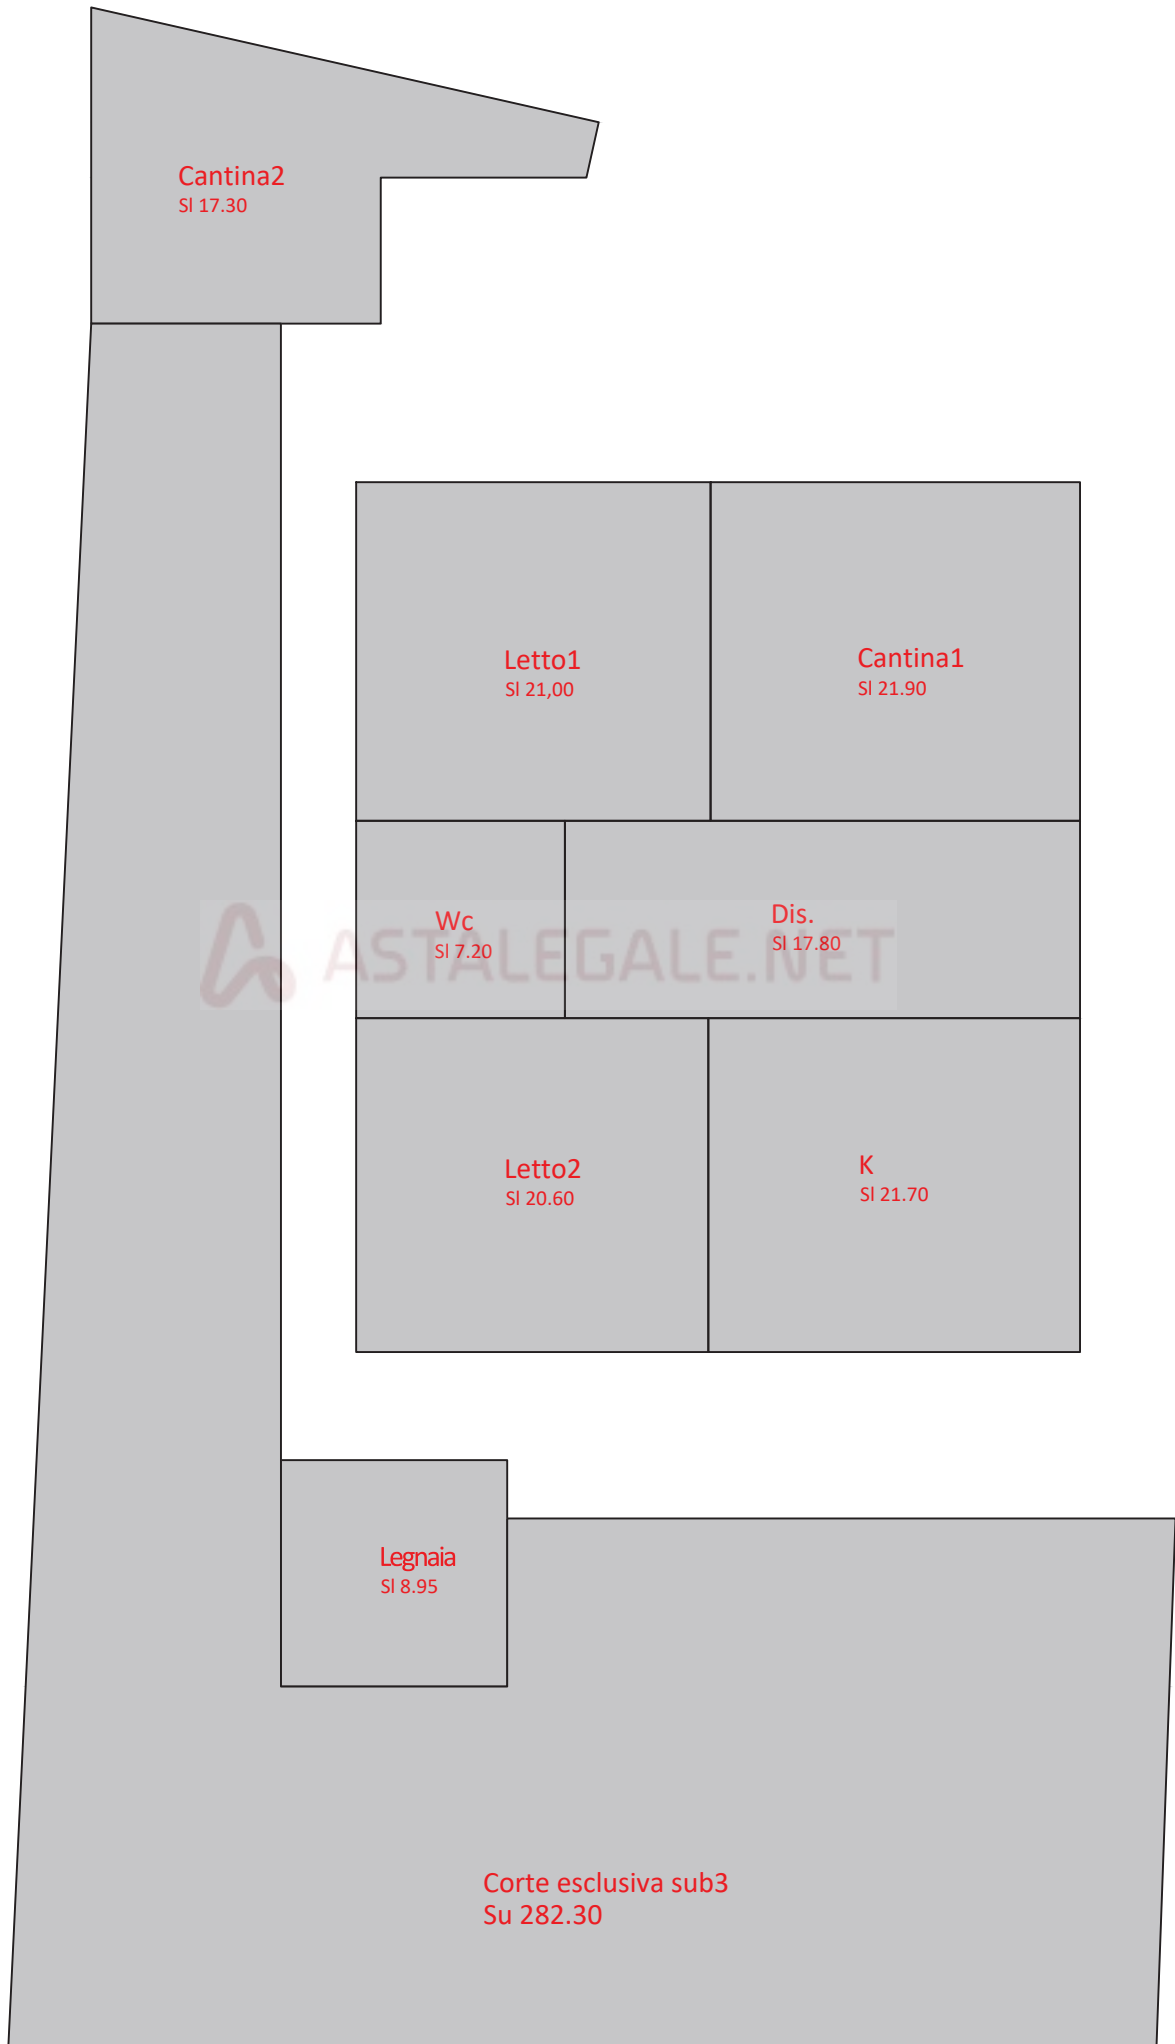 Cantina2
Sl 17.30
Letto1
Sl 21,00
Cantina1
Sl 21.90
Wc
Sl 7.20
Dis.
Sl 17.80
ASTALEGALE.NET
Letto2
Sl 20.60
K
Sl 21.70
Legnaia
Sl 8.95
Corte esclusiva sub3
Su 282.30